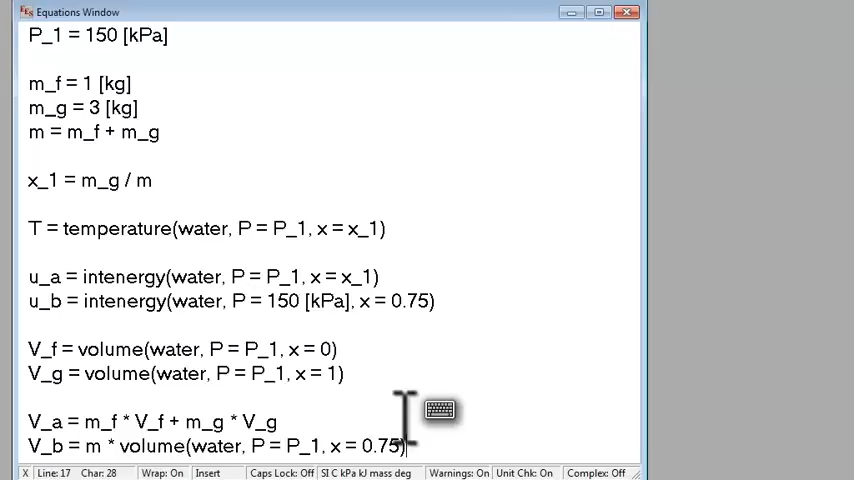 EES Equations Window
P_1 = 150 [kPa]
m_f = 1 [kg]
m_g = 3 [kg]
m = m_f + m_g
x_1 = m_g / m
T = temperature(water, P = P_1, x = x_1)
u_a = intenergy(water, P = P_1, x = x_1)
u_b = intenergy(water, P = 150 [kPa], x = 0.75)
V_f = volume(water, P = P_1, x = 0)
V_g = volume(water, P = P_1, x = 1)
V_a = m_f * V_f + m_g * V_g
V_b = m * volume(water, P = P_1, x = 0.75)
X Line: 17 Char: 28 Wrap: On Insert Caps Lock: Off SI C kPa kJ mass deg Warnings: On Unit Chk: On Complex: Off